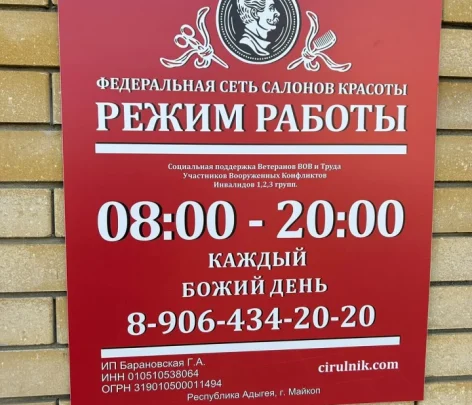 ФЕДЕРАЛЬНАЯ СЕТЬ САЛОНОВ КРАСОТЫ
РЕЖИМ РАБОТЫ
Социальная поддержка Ветеранов ВОВ и Труда
Участников Вооруженных Конфликтов
Инвалидов 1,2,3 групп.
08:00 - 20:00
КАЖДЫЙ
БОЖИЙ ДЕНЬ
8-906-434-20-20
ИП Барановская Г.А.
ИНН 010510538064
ОГРН 319010500011494
cirulnik.com
Республика Адыгея, г. Майкоп